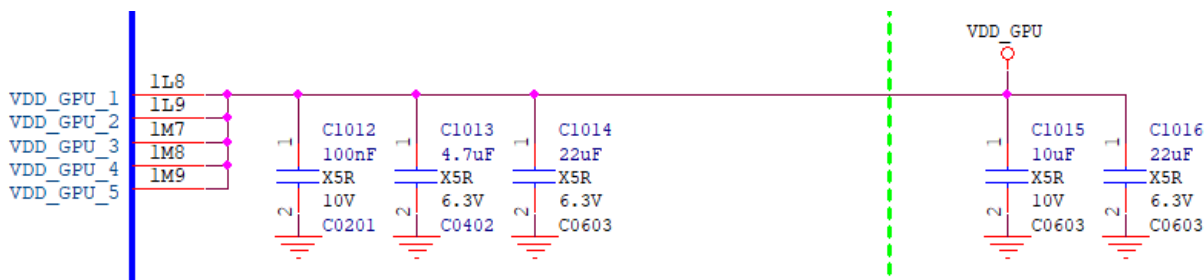 VDD_GPU
VDD_GPU_1 1L8
VDD_GPU_2 1L9
VDD_GPU_3 1M7
VDD_GPU_4 1M8
VDD_GPU_5 1M9
1
2
C1012
100nF
X5R
10V
C0201
1
2
C1013
4.7uF
X5R
6.3V
C0402
1
2
C1014
22uF
X5R
6.3V
C0603
1
2
C1015
10uF
X5R
10V
C0603
1
2
C1016
22uF
X5R
6.3V
C0603